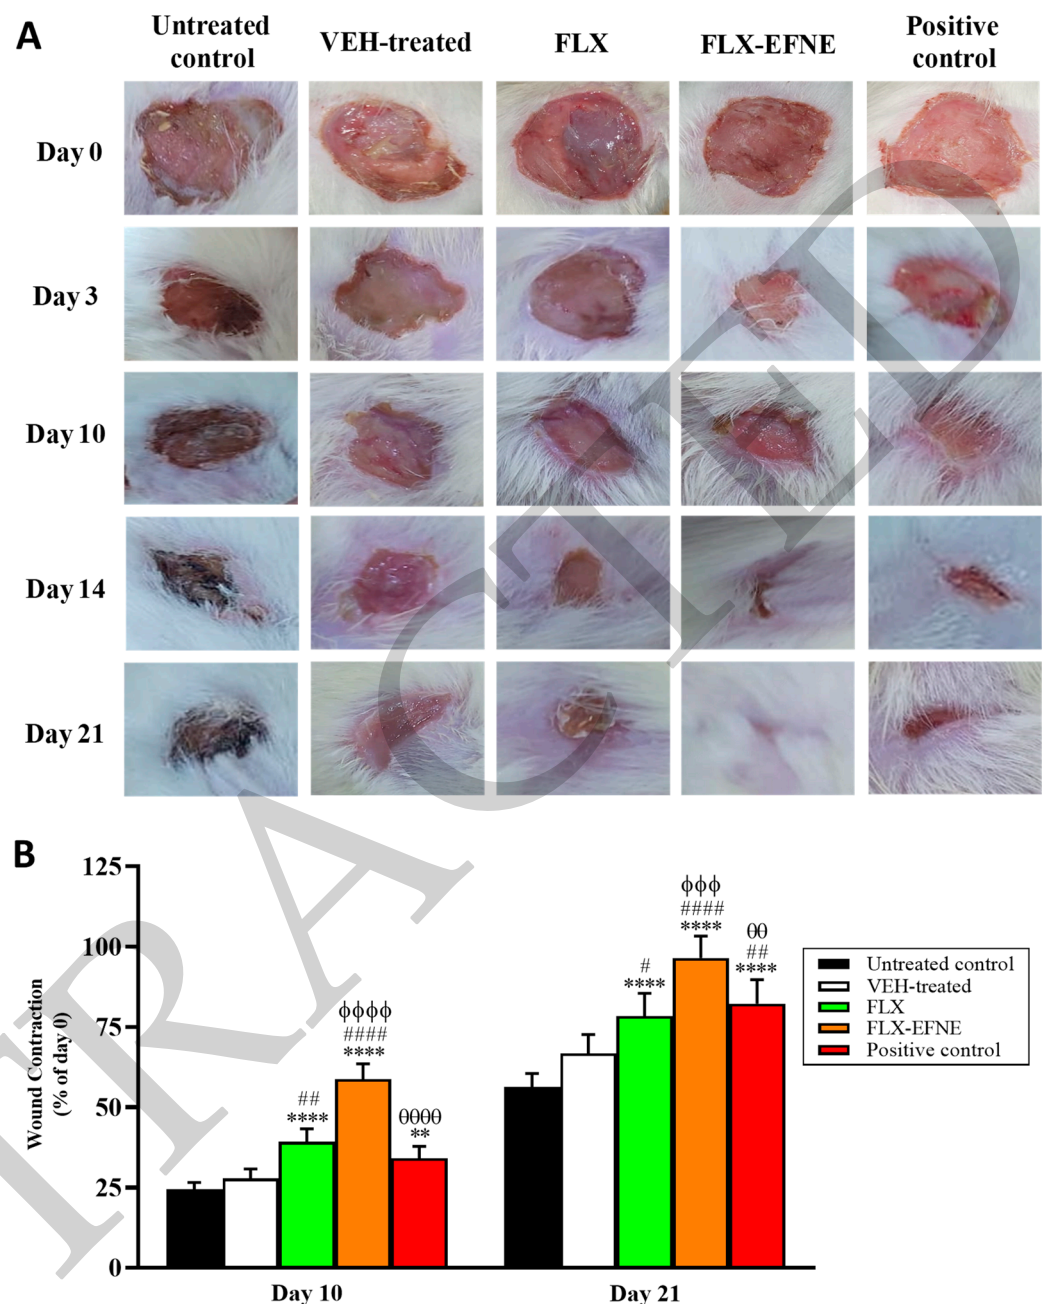 A
Untreated
control
VEH-treated
FLX
FLX-EFNE
Positive
control
Day 0
Day 3
Day 10
Day 14
Day 21
RETRACTED
B
Wound Contraction
(% of day 0)
125
100
75
50
25
0
##
****
ϕϕϕϕ
####
****
θθθθ
**
#
****
ϕϕϕ
####
****
θθ
##
****
Day 10
Day 21
Untreated control
VEH-treated
FLX
FLX-EFNE
Positive control